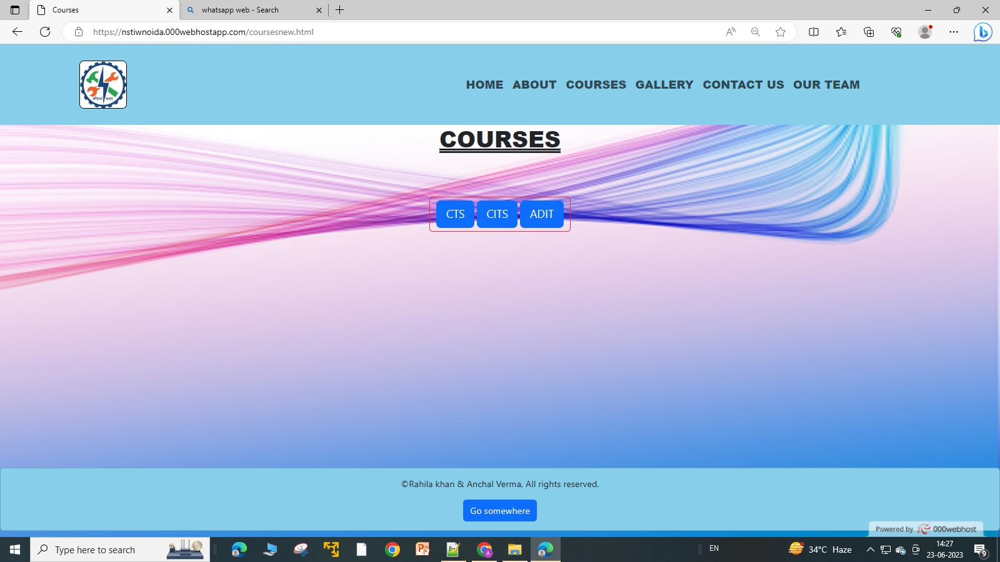 Courses
whatsapp web - Search
https://nstiwnoida.000webhostapp.com/coursesnew.html
HOME ABOUT COURSES GALLERY CONTACT US OUR TEAM
COURSES
CTS CITS ADIT
©Rahila khan & Anchal Verma, All rights reserved.
Go somewhere
Powered by 000webhost
Type here to search
EN
34°C Haze
14:27
23-06-2023
9